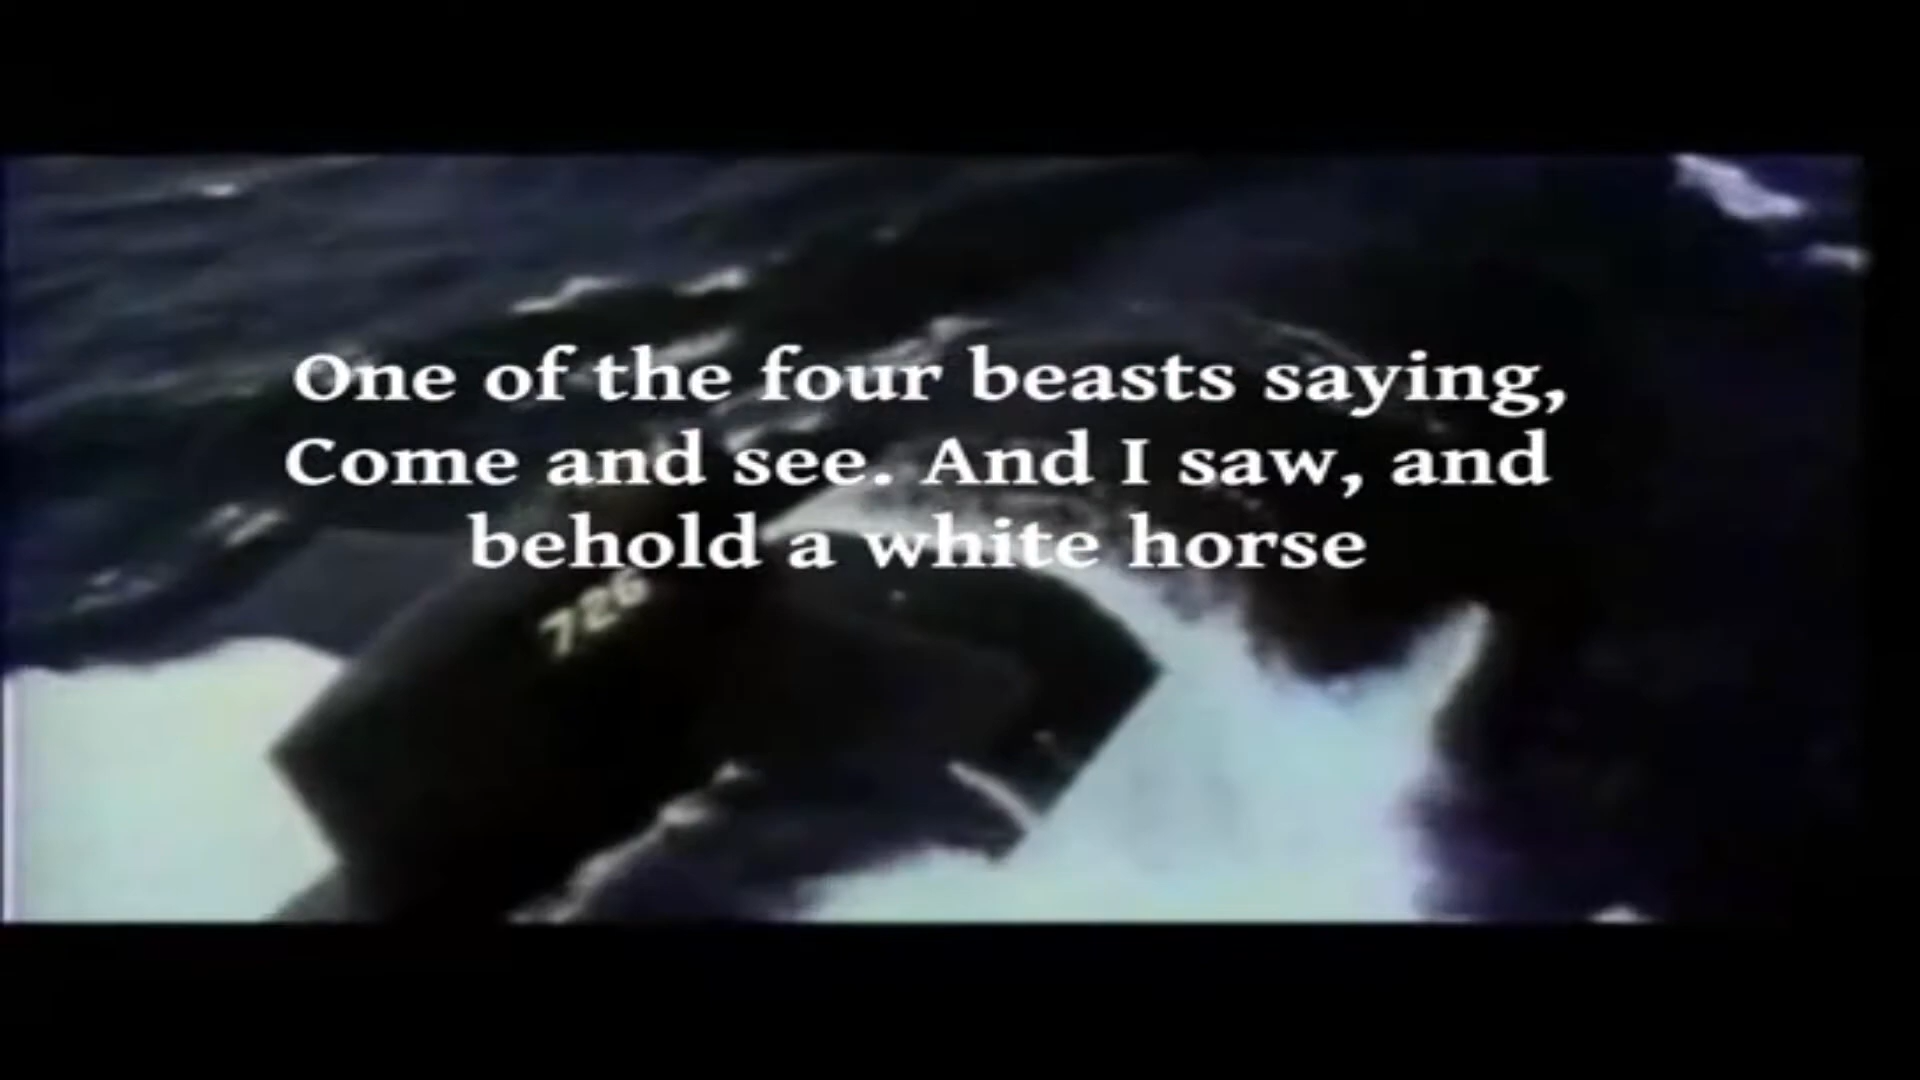 One of the four beasts saying,
Come and see. And I saw, and
behold a white horse
726